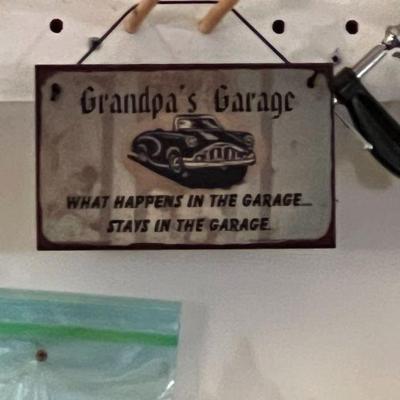 Grandpa's Garage
WHAT HAPPENS IN THE GARAGE...
STAYS IN THE GARAGE.